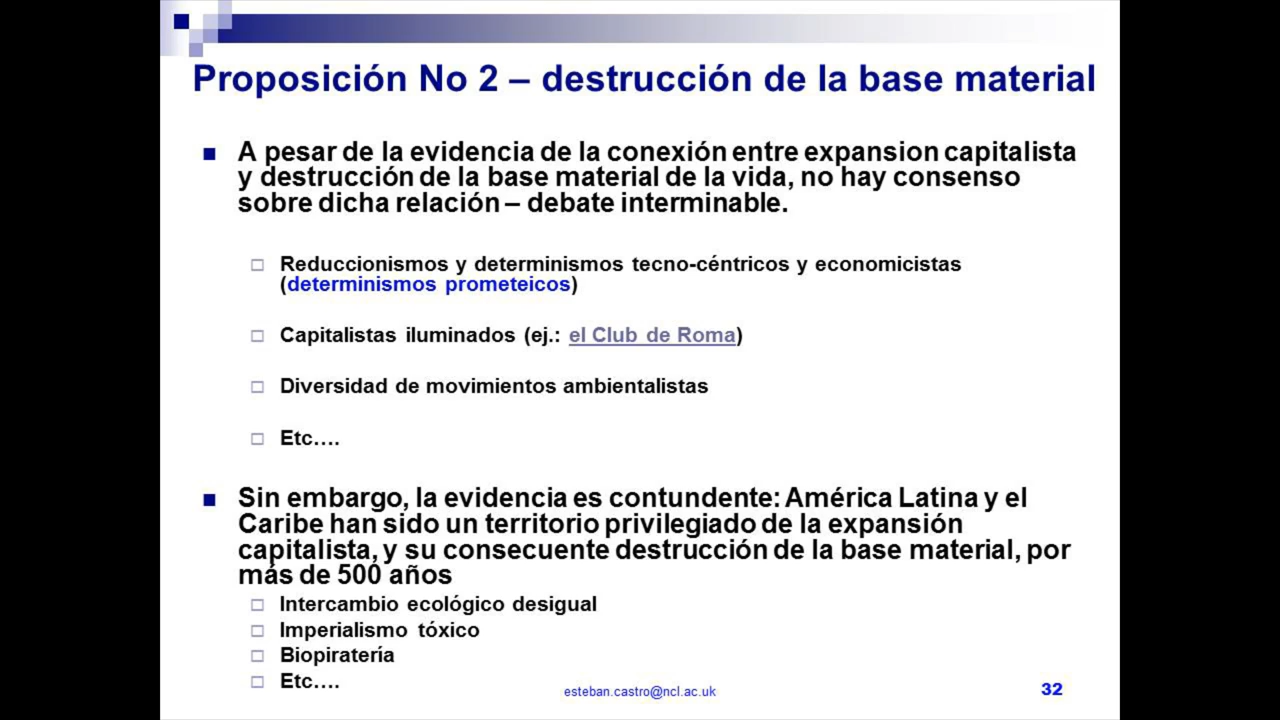 Proposición No 2 – destrucción de la base material
A pesar de la evidencia de la conexión entre expansion capitalista
y destrucción de la base material de la vida, no hay consenso
sobre dicha relación – debate interminable.
Reduccionismos y determinismos tecno-céntricos y economicistas
(determinismos prometeicos)
Capitalistas iluminados (ej.: el Club de Roma)
Diversidad de movimientos ambientalistas
Etc….
Sin embargo, la evidencia es contundente: América Latina y el
Caribe han sido un territorio privilegiado de la expansión
capitalista, y su consecuente destrucción de la base material, por
más de 500 años
Intercambio ecológico desigual
Imperialismo tóxico
Biopiratería
Etc….
esteban.castro@ncl.ac.uk
32